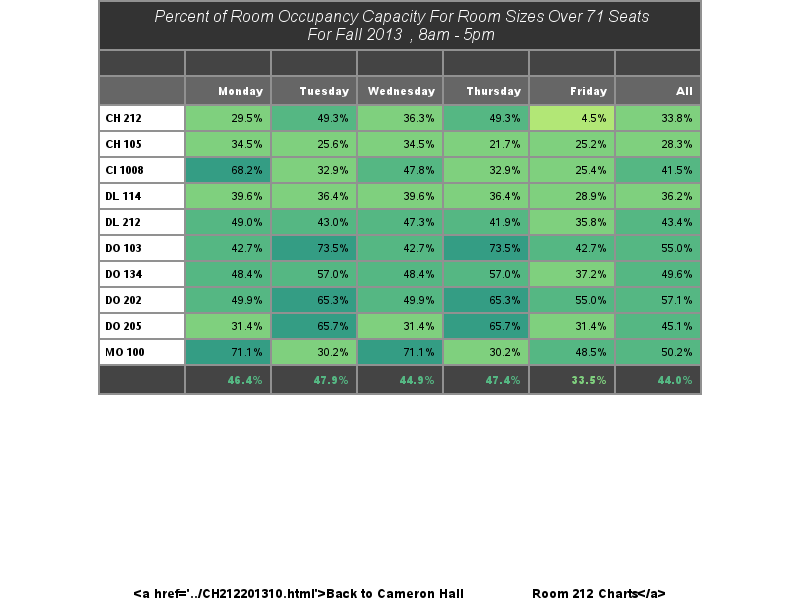 Percent of Room Occupancy Capacity For Room Sizes Over 71 Seats
For Fall 2013 , 8am - 5pm
Monday Tuesday Wednesday Thursday Friday All
CH 212 29.5% 49.3% 36.3% 49.3% 4.5% 33.8%
CH 105 34.5% 25.6% 34.5% 21.7% 25.2% 28.3%
CI 1008 68.2% 32.9% 47.8% 32.9% 25.4% 41.5%
DL 114 39.6% 36.4% 39.6% 36.4% 28.9% 36.2%
DL 212 49.0% 43.0% 47.3% 41.9% 35.8% 43.4%
DO 103 42.7% 73.5% 42.7% 73.5% 42.7% 55.0%
DO 134 48.4% 57.0% 48.4% 57.0% 37.2% 49.6%
DO 202 49.9% 65.3% 49.9% 65.3% 55.0% 57.1%
DO 205 31.4% 65.7% 31.4% 65.7% 31.4% 45.1%
MO 100 71.1% 30.2% 71.1% 30.2% 48.5% 50.2%
46.4% 47.9% 44.9% 47.4% 33.5% 44.0%
<a href='../CH212201310.html'>Back to Cameron Hall Room 212 Charts</a>